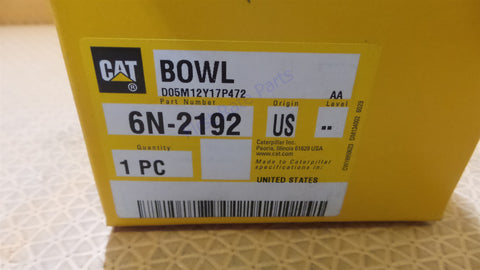 CAT
®
BOWL
D05M12Y17P472
AA
Part Number
Origin
Level
6N-2192
US
--
Quantity
1 PC
Caterpillar Inc.
Peoria, Illinois 61629 USA
www.cat.com
Made to Caterpillar
specifications in:
UNITED STATES
Parts